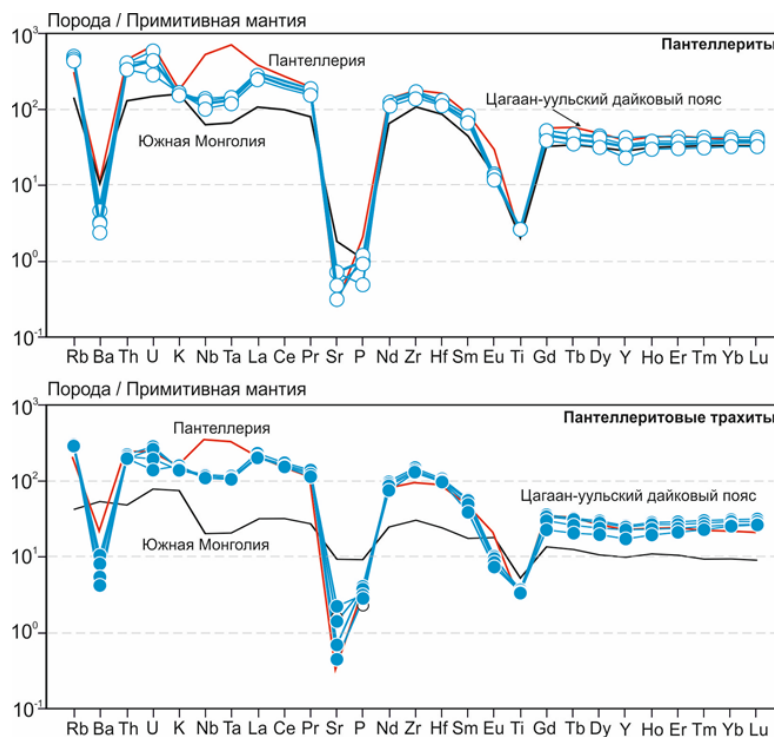 Порода / Примитивная мантия
10³
Пантеллериты
Пантеллерия
Цагаан-уульский дайковый пояс
10²
Южная Монголия
10¹
10⁰
10⁻¹
Rb Ba Th U K Nb Ta La Ce Pr Sr P Nd Zr Hf Sm Eu Ti Gd Tb Dy Y Ho Er Tm Yb Lu
Порода / Примитивная мантия
10³
Пантеллеритовые трахиты
Пантеллерия
10²
Цагаан-уульский дайковый пояс
Южная Монголия
10¹
10⁰
10⁻¹
Rb Ba Th U K Nb Ta La Ce Pr Sr P Nd Zr Hf Sm Eu Ti Gd Tb Dy Y Ho Er Tm Yb Lu